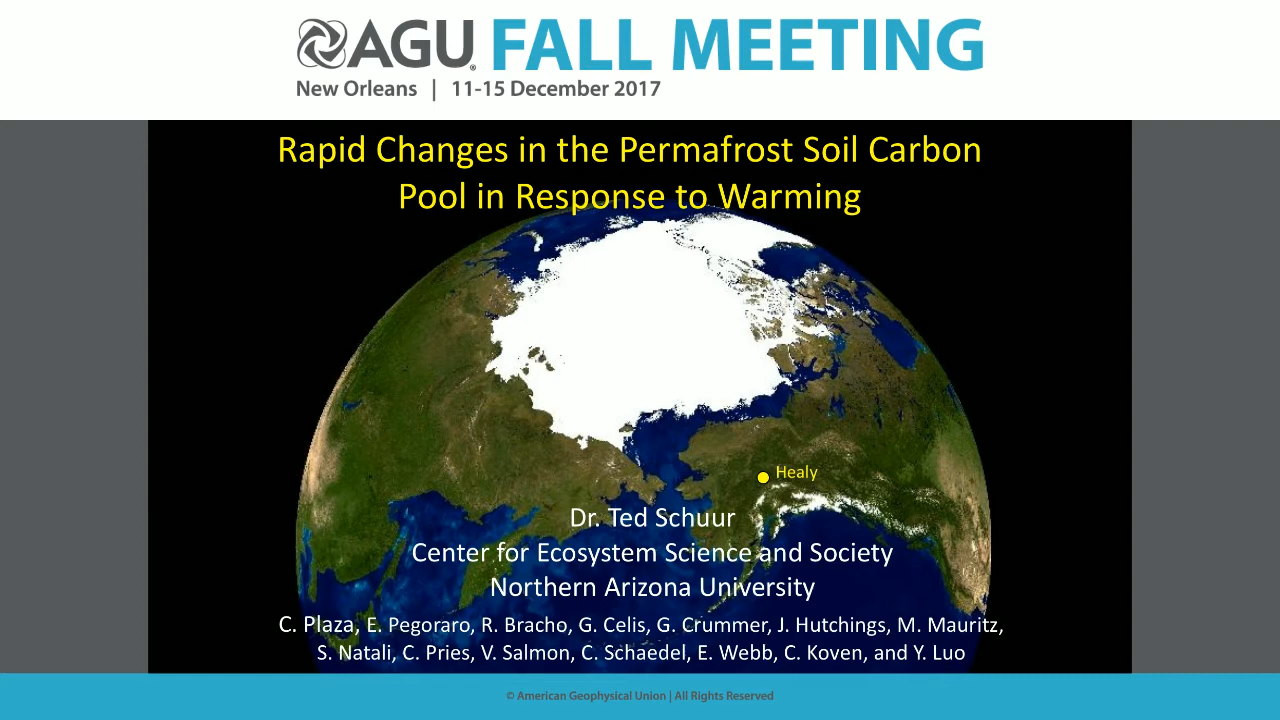 AGU FALL MEETING
New Orleans | 11-15 December 2017
Rapid Changes in the Permafrost Soil Carbon
Pool in Response to Warming
Healy
Dr. Ted Schuur
Center for Ecosystem Science and Society
Northern Arizona University
C. Plaza, E. Pegoraro, R. Bracho, G. Celis, G. Crummer, J. Hutchings, M. Mauritz,
S. Natali, C. Pries, V. Salmon, C. Schaedel, E. Webb, C. Koven, and Y. Luo
© American Geophysical Union | All Rights Reserved